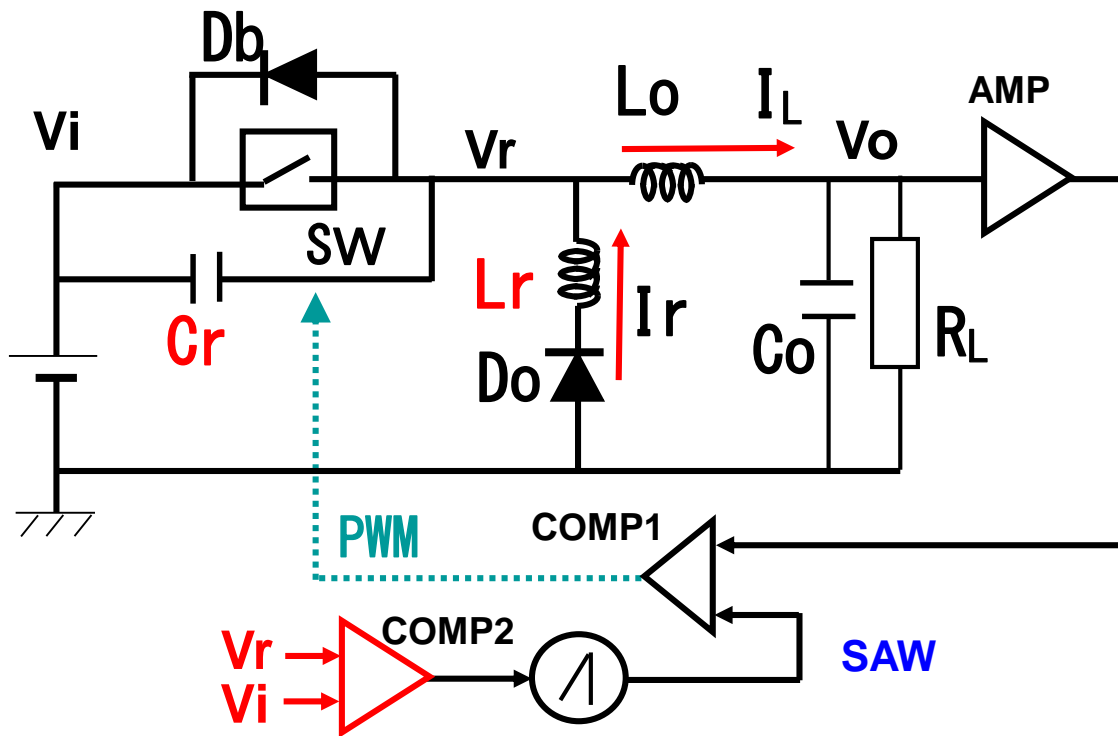 Db
Lo
IL
AMP
Vi
Vr
Vo
SW
Cr
Lr
Ir
Do
Co
RL
PWM
COMP1
COMP2
Vr
Vi
SAW